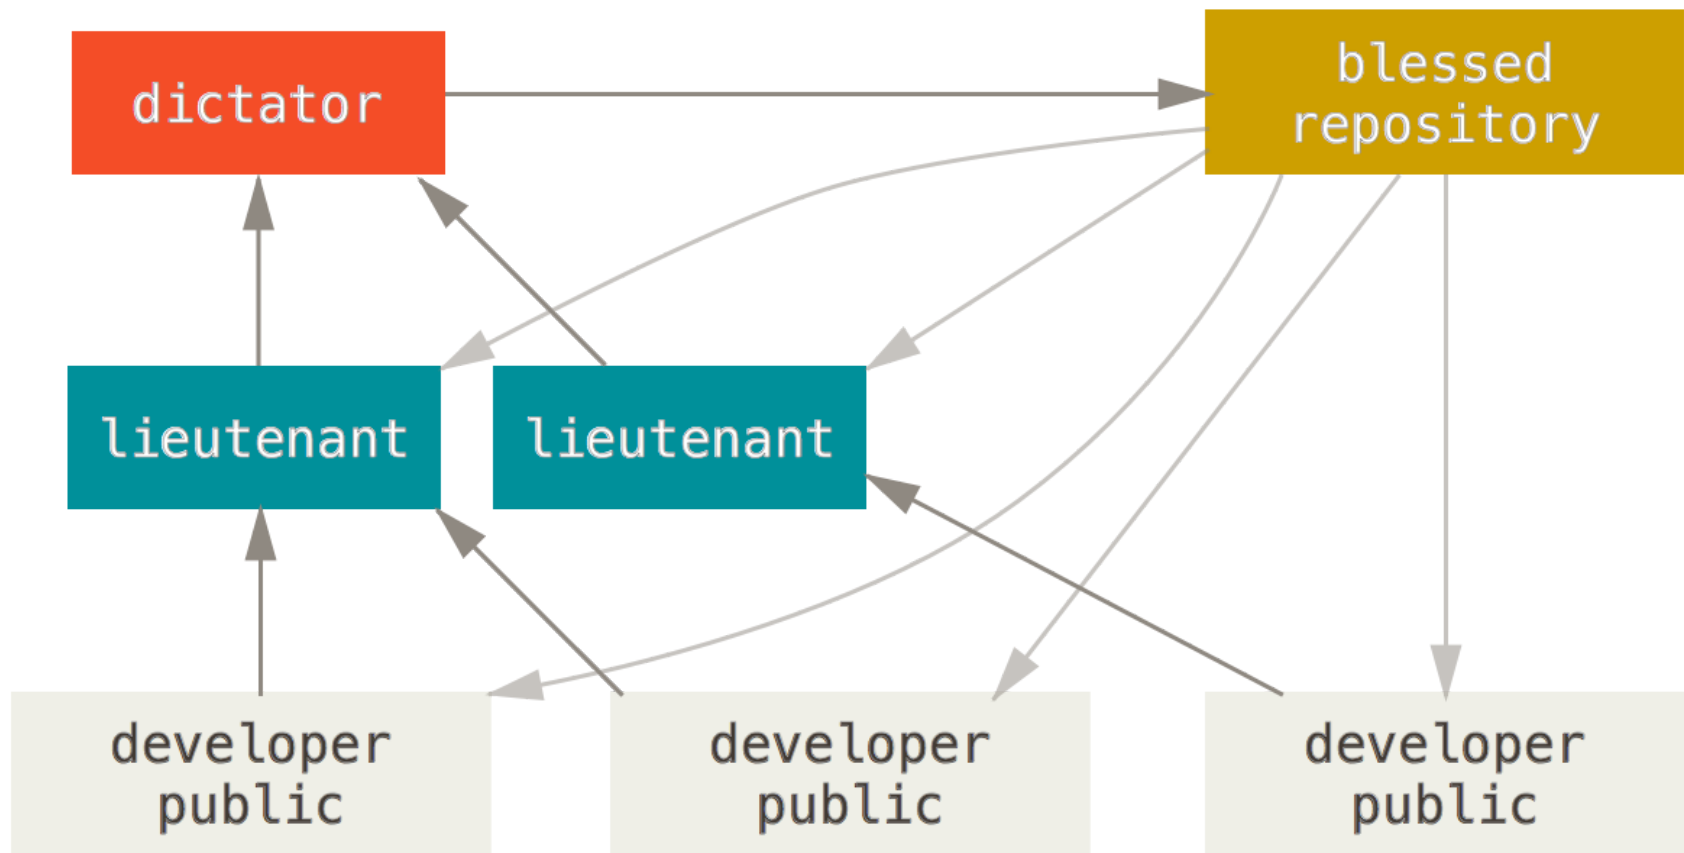 dictator
blessed
repository
lieutenant
lieutenant
developer
public
developer
public
developer
public